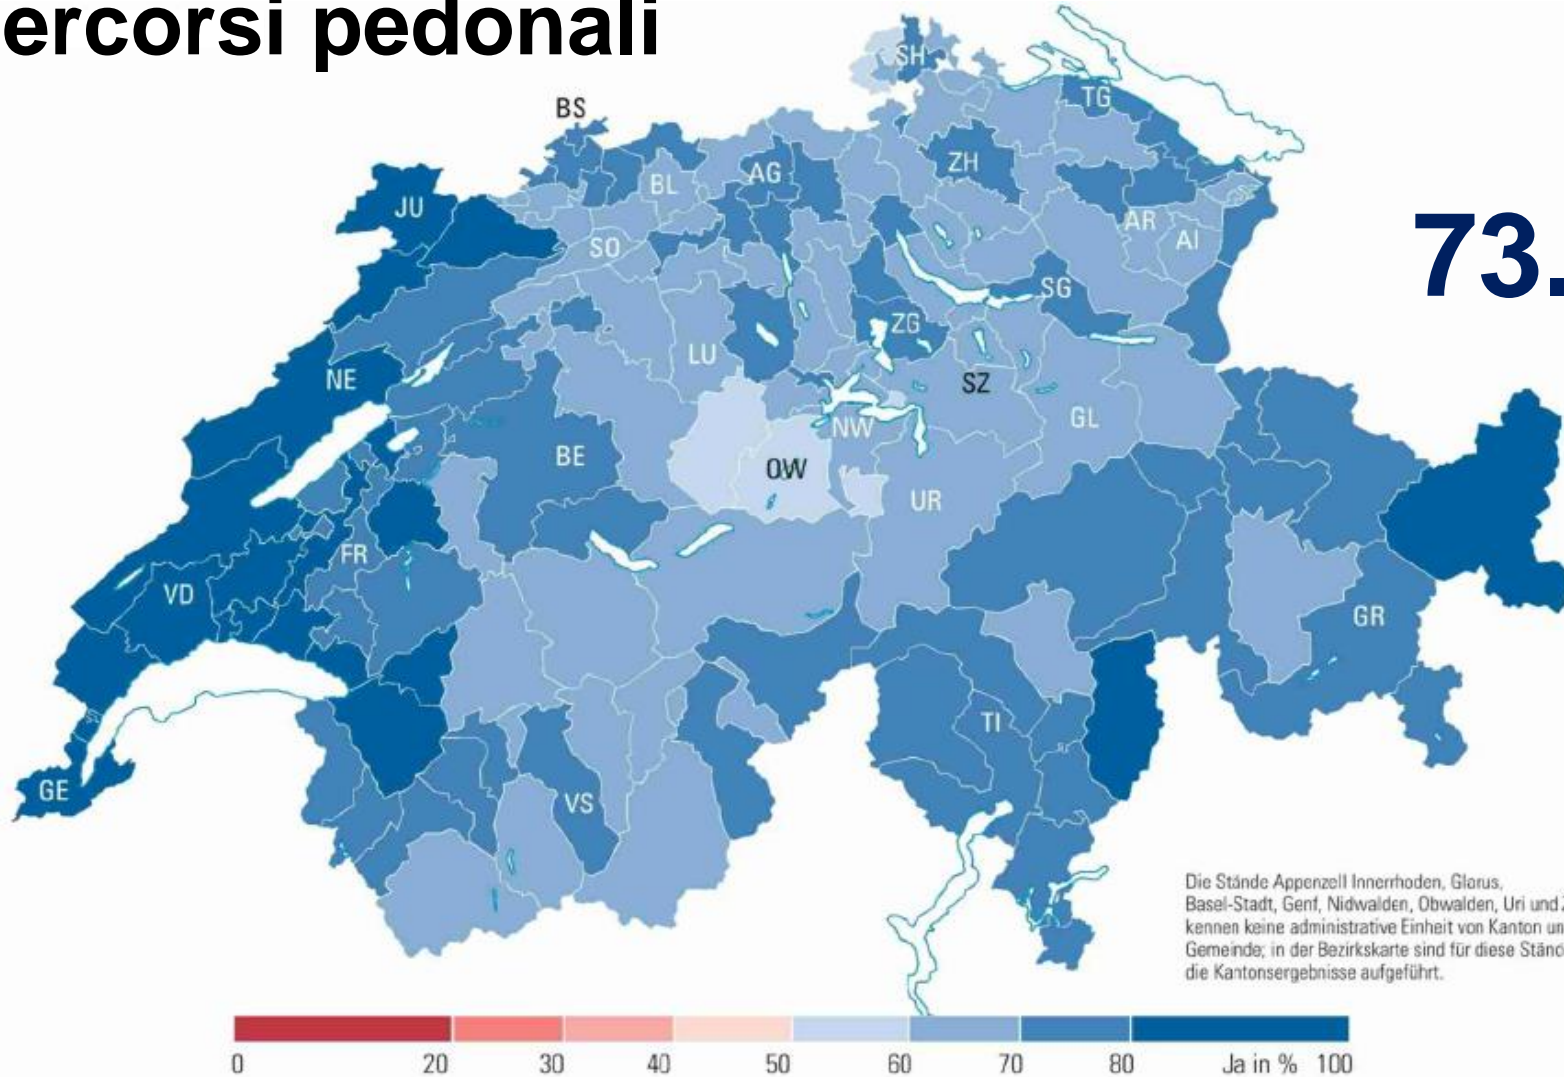 ercorsi pedonali
BS
SH
TG
ZH
AG
BL
JU
SO
AR
AI
73.
SG
ZG
LU
SZ
NE
GL
NW
BE
OW
UR
FR
VD
GR
TI
GE
VS
Die Stände Appenzell Innerrhoden, Glarus,
Basel-Stadt, Genf, Nidwalden, Obwalden, Uri und
kennen keine administrative Einheit von Kanton un
Gemeinde; in der Bezirkskarte sind für diese Stänc
die Kantonsergebnisse aufgeführt.
0 20 30 40 50 60 70 80 Ja in % 100